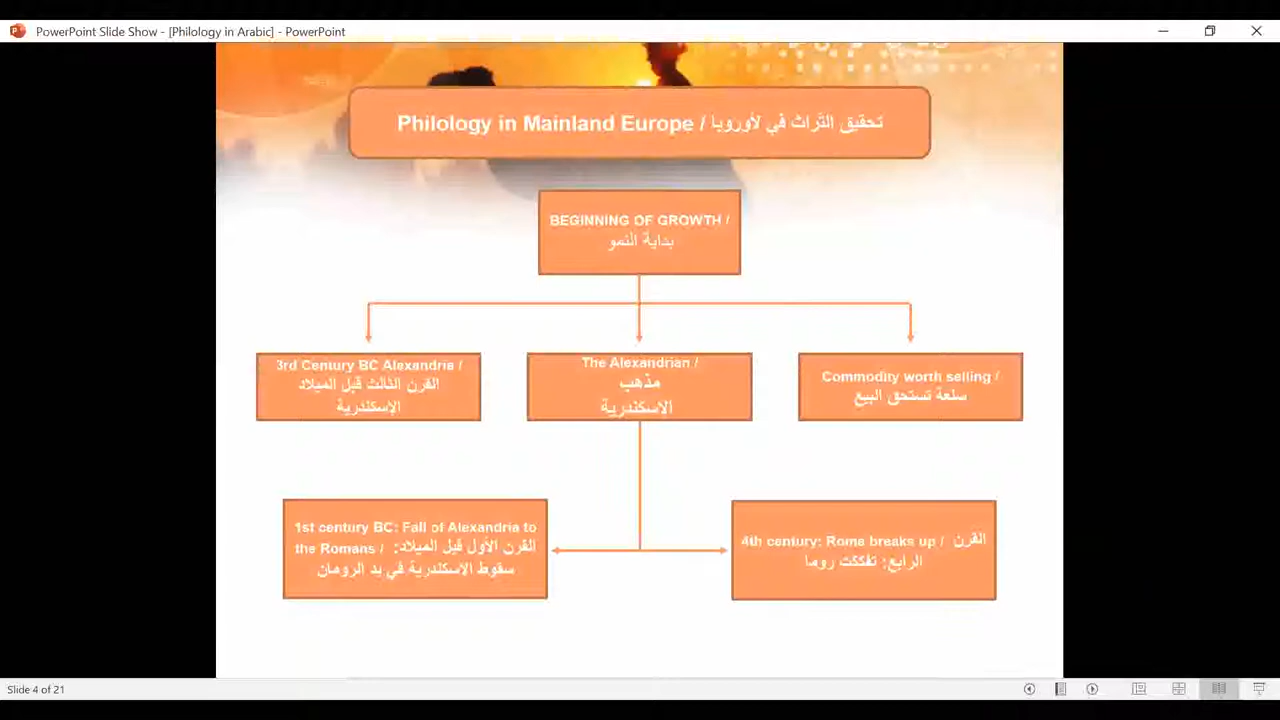 PowerPoint Slide Show - [Philology in Arabic] - PowerPoint
Philology in Mainland Europe / تحقيق التّراث في لأوروبا
BEGINNING OF GROWTH /
بداية النمو
3rd Century BC Alexandria /
القرن الثالث قبل الميلاد
الإسكندرية
The Alexandrian /
مذهب
الاسكندرية
Commodity worth selling /
سلعة تستحق البيع
1st century BC: Fall of Alexandria to
the Romans / القرن الأول قبل الميلاد:
سقوط الاسكندرية في يد الرومان
4th century: Rome breaks up / القرن
الرابع: تفككت روما
Slide 4 of 21